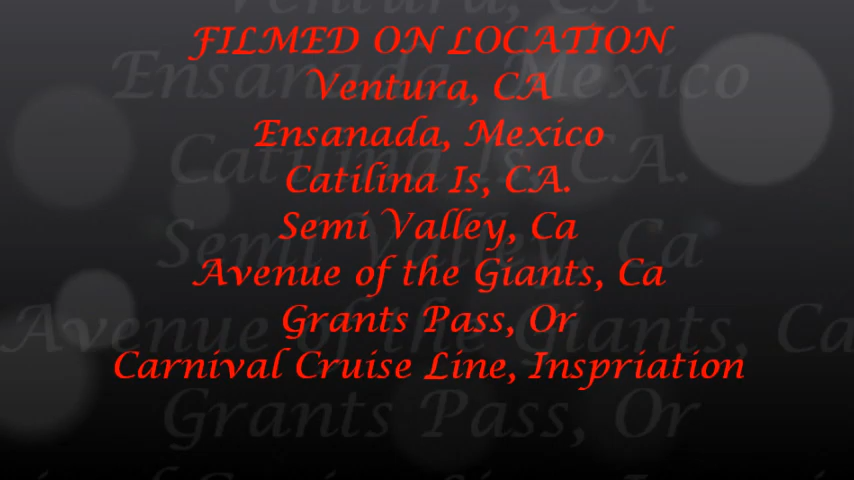 FILMED ON LOCATION
Ventura, CA
Ensanada, Mexico
Catilina Is, CA.
Semi Valley, Ca
Avenue of the Giants, Ca
Grants Pass, Or
Carnival Cruise Line, Inspriation